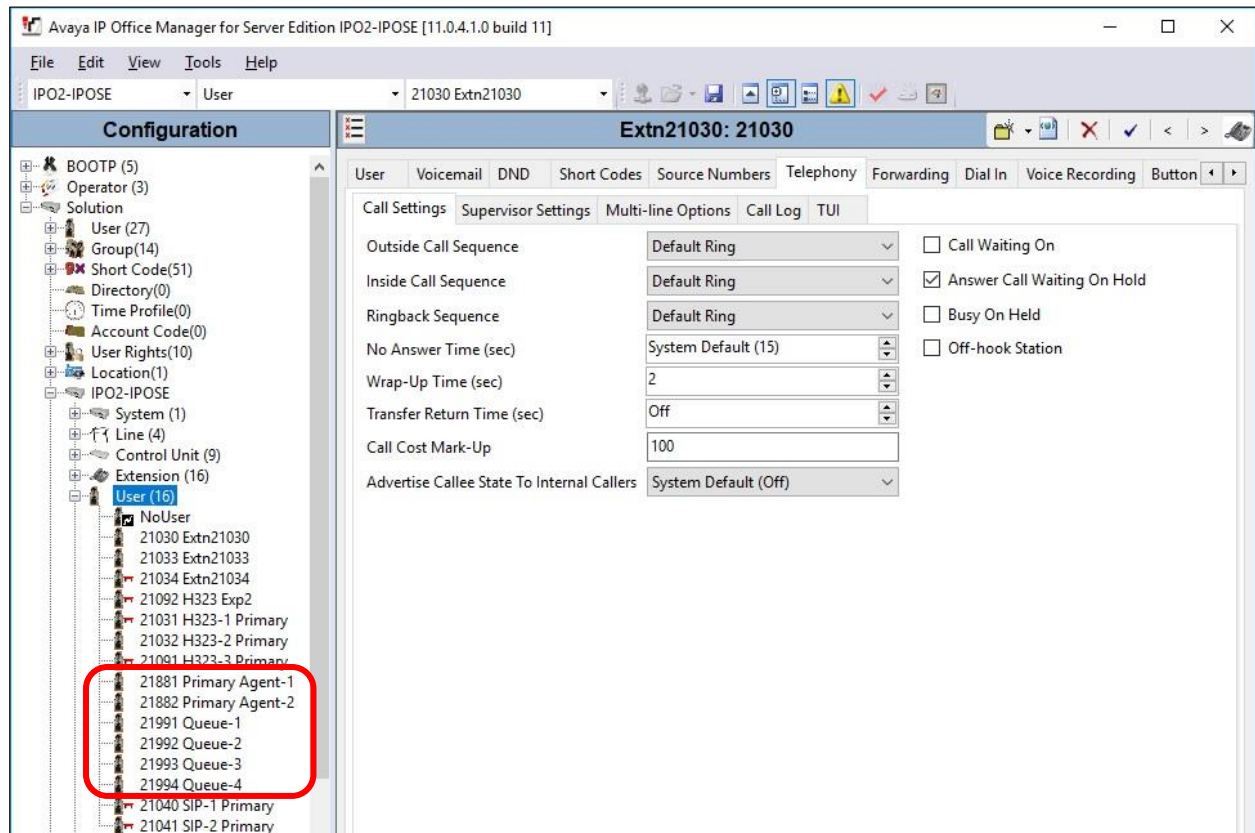 Avaya IP Office Manager for Server Edition IPO2-IPOSE [11.0.4.1.0 build 11]
File Edit View Tools Help
IPO2-IPOSE User 21030 Extn21030
Configuration
Extn21030: 21030
BOOTP (5)
Operator (3)
Solution
User (27)
Group(14)
Short Code(51)
Directory(0)
Time Profile(0)
Account Code(0)
User Rights(10)
Location(1)
IPO2-IPOSE
System (1)
Line (4)
Control Unit (9)
Extension (16)
User (16)
NoUser
21030 Extn21030
21033 Extn21033
21034 Extn21034
21092 H323 Exp2
21031 H323-1 Primary
21032 H323-2 Primary
21091 H323-3 Primary
21881 Primary Agent-1
21882 Primary Agent-2
21991 Queue-1
21992 Queue-2
21993 Queue-3
21994 Queue-4
21040 SIP-1 Primary
21041 SIP-2 Primary
User Voicemail DND Short Codes Source Numbers Telephony Forwarding Dial In Voice Recording Button
Call Settings Supervisor Settings Multi-line Options Call Log TUI
Outside Call Sequence Default Ring Call Waiting On
Inside Call Sequence Default Ring Answer Call Waiting On Hold
Ringback Sequence Default Ring Busy On Held
No Answer Time (sec) System Default (15) Off-hook Station
Wrap-Up Time (sec) 2
Transfer Return Time (sec) Off
Call Cost Mark-Up 100
Advertise Callee State To Internal Callers System Default (Off)